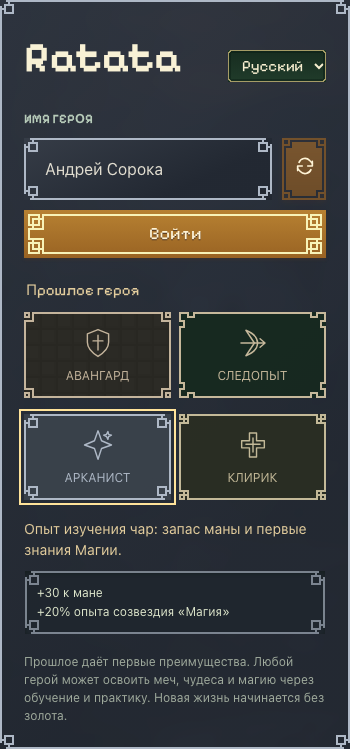 Ratata
Русский
ИМЯ ГЕРОЯ
Андрей Сорока
Войти
Прошлое героя
АВАНГАРД
СЛЕДОПЫТ
АРКАНИСТ
КЛИРИК
Опыт изучения чар: запас маны и первые
знания Магии.
+30 к мане
+20% опыта созвездия «Магия»
Прошлое даёт первые преимущества. Любой
герой может освоить меч, чудеса и магию через
обучение и практику. Новая жизнь начинается без
золота.